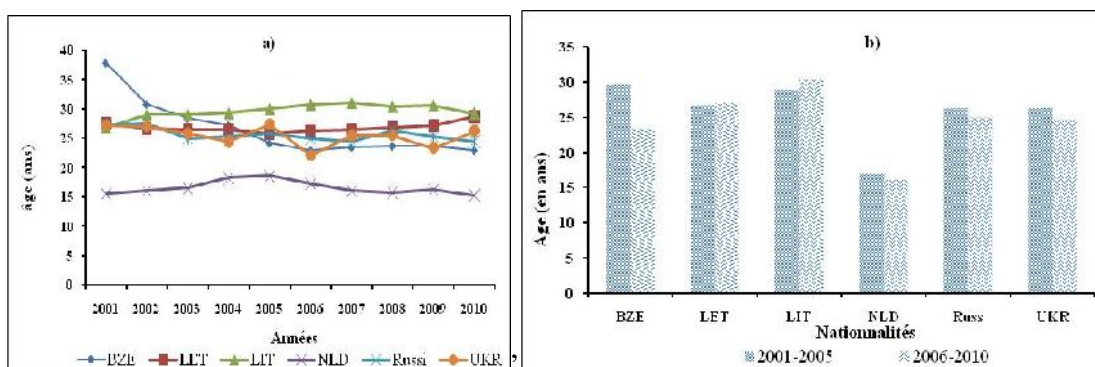 a)
40
35
30
25
20
15
10
5
0
âge (ans)
2001 2002 2003 2004 2005 2006 2007 2008 2009 2010
Années
BZE LET LIT NLD Russi UKR ,
b)
35
30
25
20
15
10
5
0
Age (en ans)
BZE LET LIT NLD Russ UKR
Nationnalités
2001-2005 2006-2010